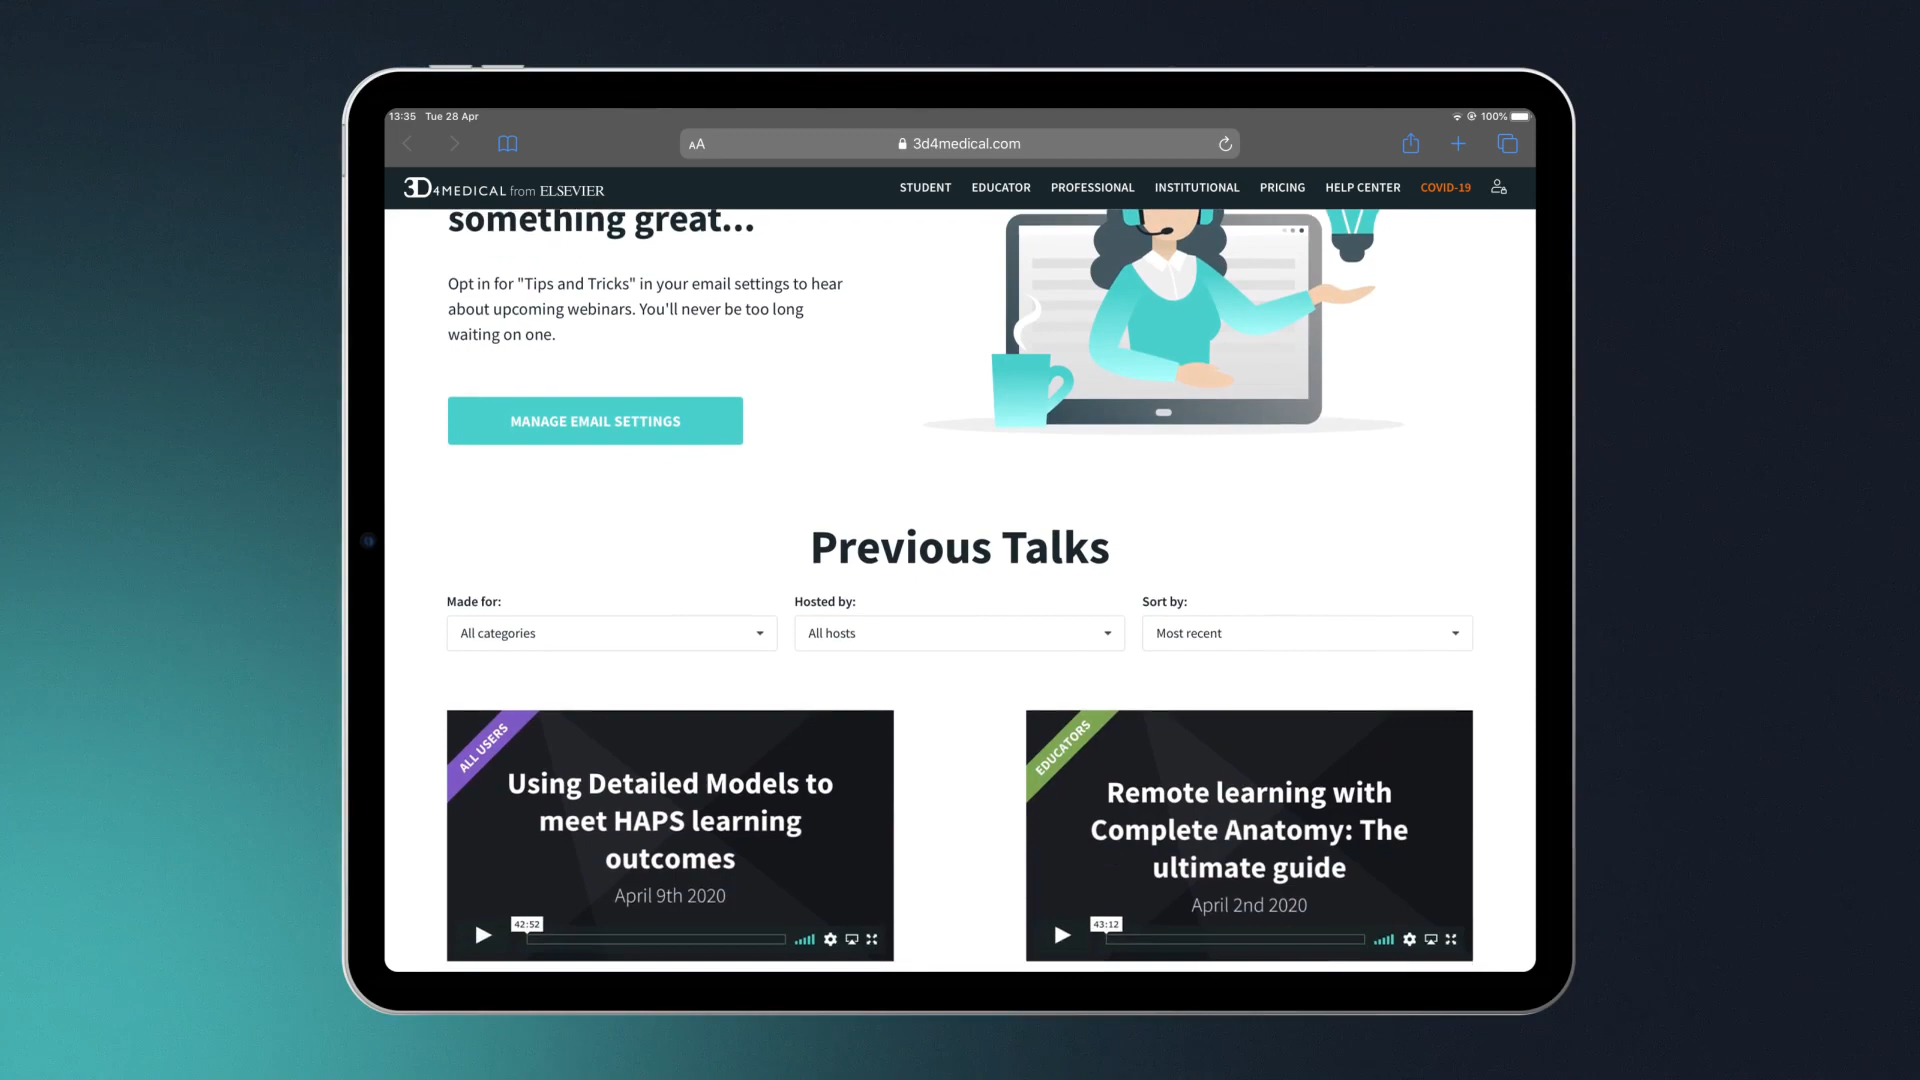 13:35 Tue 28 Apr
100%
AA
3d4medical.com
3D4MEDICAL from ELSEVIER
STUDENT EDUCATOR PROFESSIONAL INSTITUTIONAL PRICING HELP CENTER COVID-19
something great...
Opt in for "Tips and Tricks" in your email settings to hear
about upcoming webinars. You'll never be too long
waiting on one.
MANAGE EMAIL SETTINGS
Previous Talks
Made for:
All categories
Hosted by:
All hosts
Sort by:
Most recent
ALL USERS
Using Detailed Models to
meet HAPS learning
outcomes
April 9th 2020
42:52
EDUCATORS
Remote learning with
Complete Anatomy: The
ultimate guide
April 2nd 2020
43:12